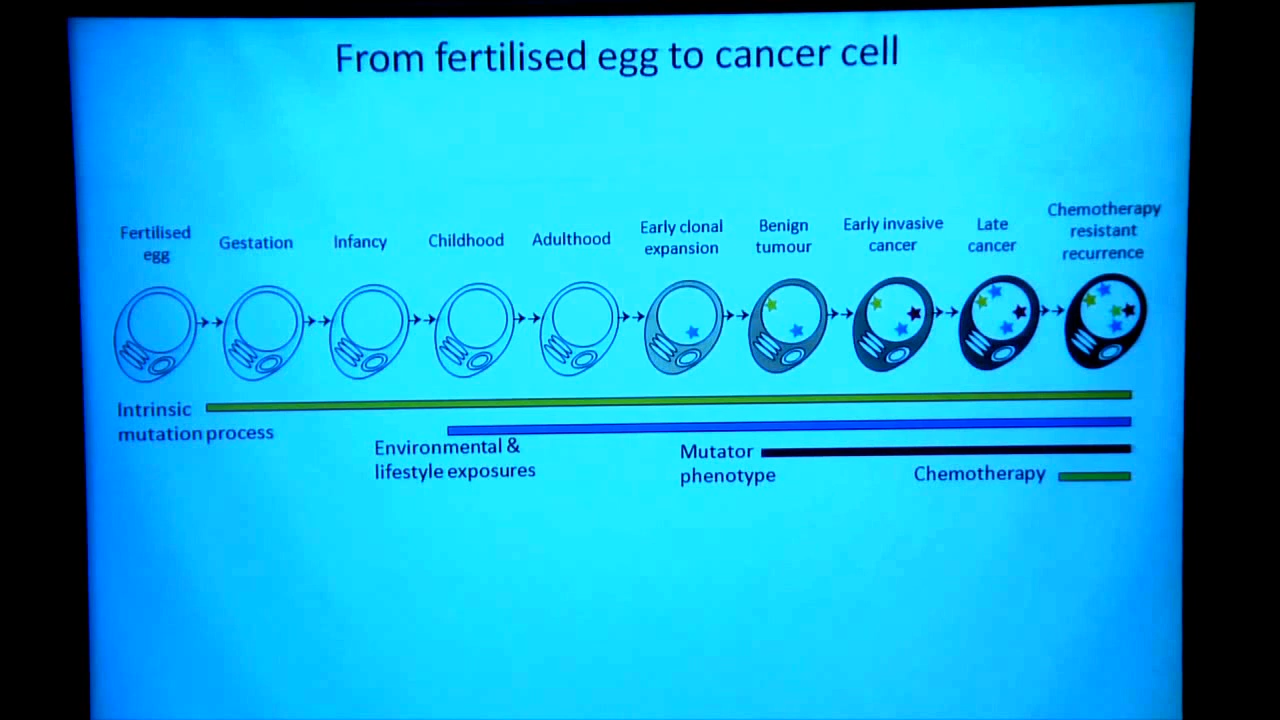 From fertilised egg to cancer cell
Fertilised
egg
Gestation
Infancy
Childhood
Adulthood
Early clonal
expansion
Benign
tumour
Early invasive
cancer
Late
cancer
Chemotherapy
resistant
recurrence
Intrinsic
mutation process
Environmental &
lifestyle exposures
Mutator
phenotype
Chemotherapy